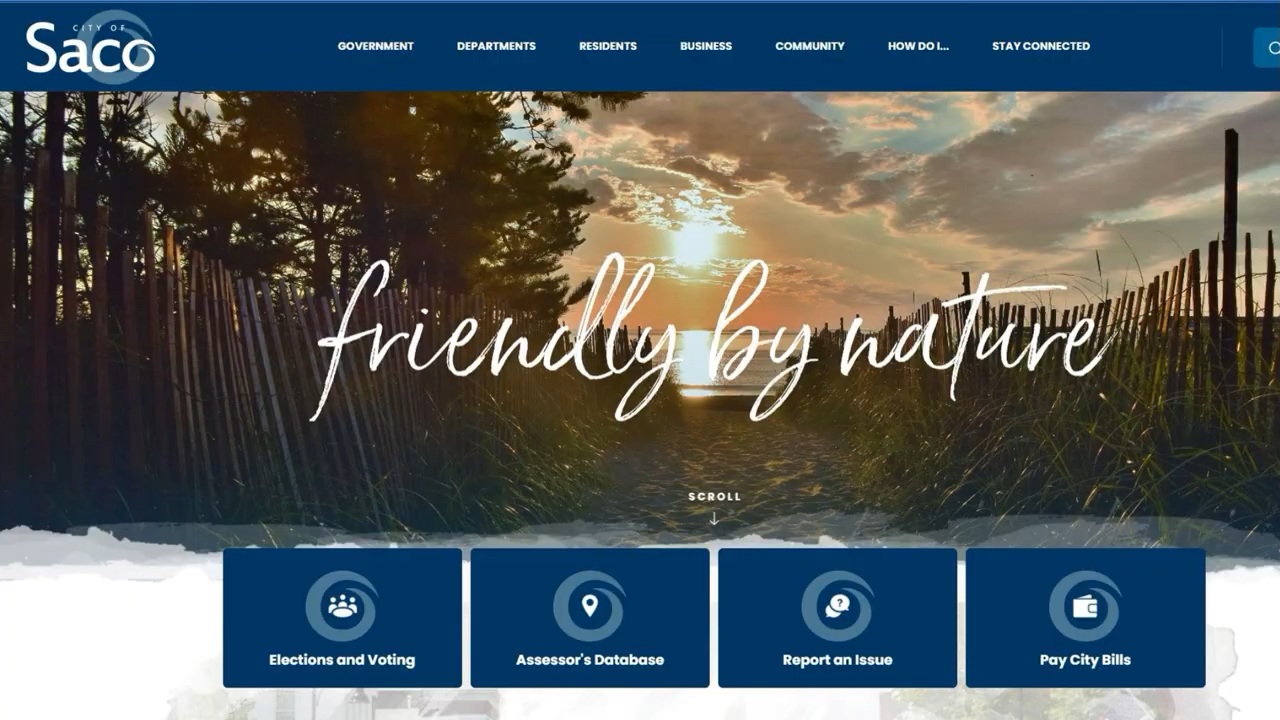 CITY OF
Saco
GOVERNMENT DEPARTMENTS RESIDENTS BUSINESS COMMUNITY HOW DO I... STAY CONNECTED
friendly by nature
SCROLL
Elections and Voting Assessor's Database Report an Issue Pay City Bills